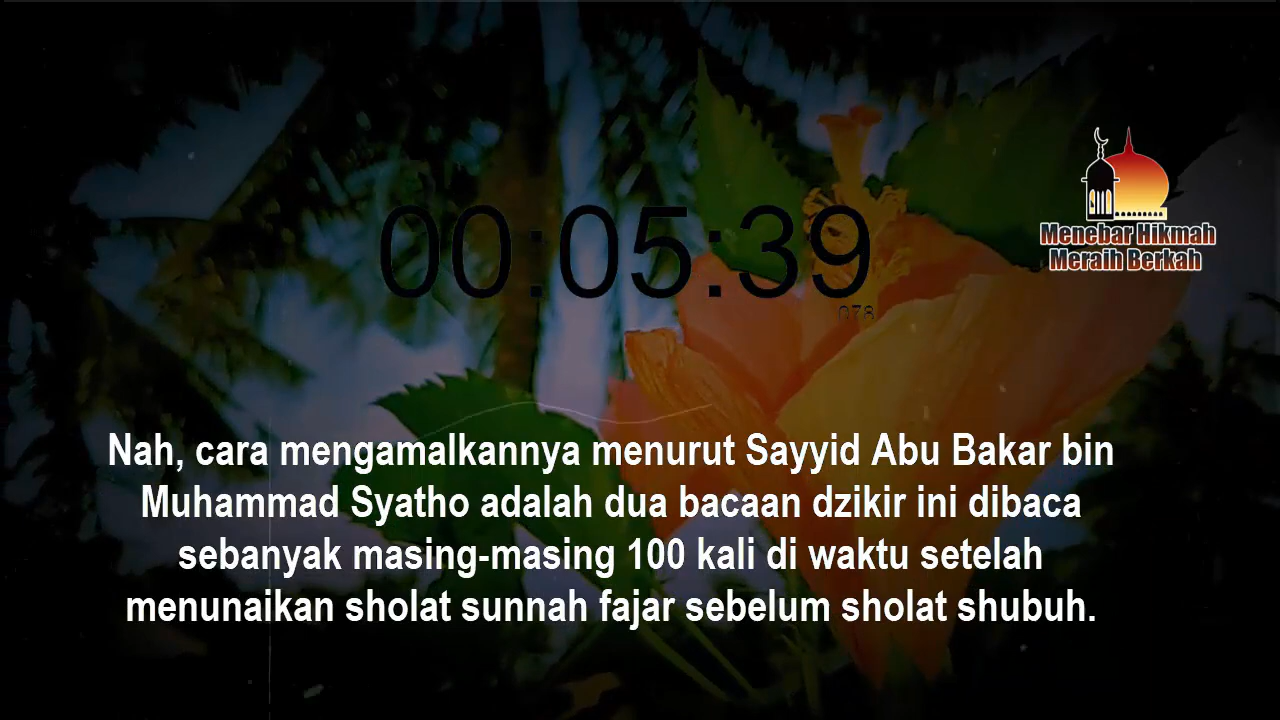 00:05:39
078
Menebar Hikmah
Meraih Berkah
Nah, cara mengamalkannya menurut Sayyid Abu Bakar bin
Muhammad Syatho adalah dua bacaan dzikir ini dibaca
sebanyak masing-masing 100 kali di waktu setelah
menunaikan sholat sunnah fajar sebelum sholat shubuh.